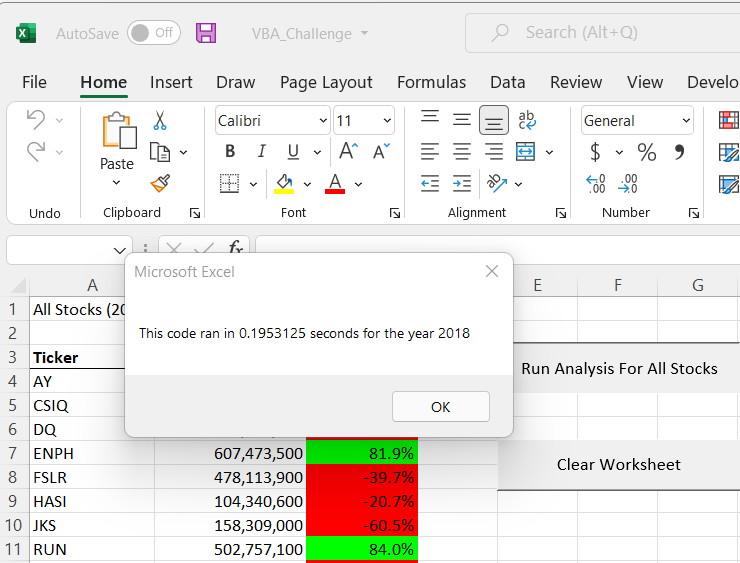 AutoSave Off VBA_Challenge Search (Alt+Q)
File Home Insert Draw Page Layout Formulas Data Review View Develo
Calibri 11 ab General
Paste B I U A A c $ % 9
.00 .00
Undo Clipboard Font Alignment Number
fx
Microsoft Excel
A E F G
1 All Stocks (20
This code ran in 0.1953125 seconds for the year 2018
2
3 Ticker Run Analysis For All Stocks
4 AY
5 CSIQ OK
6 DQ
7 ENPH 607,473,500 81.9%
8 FSLR 478,113,900 -39.7% Clear Worksheet
9 HASI 104,340,600 -20.7%
10 JKS 158,309,000 -60.5%
11 RUN 502,757,100 84.0%